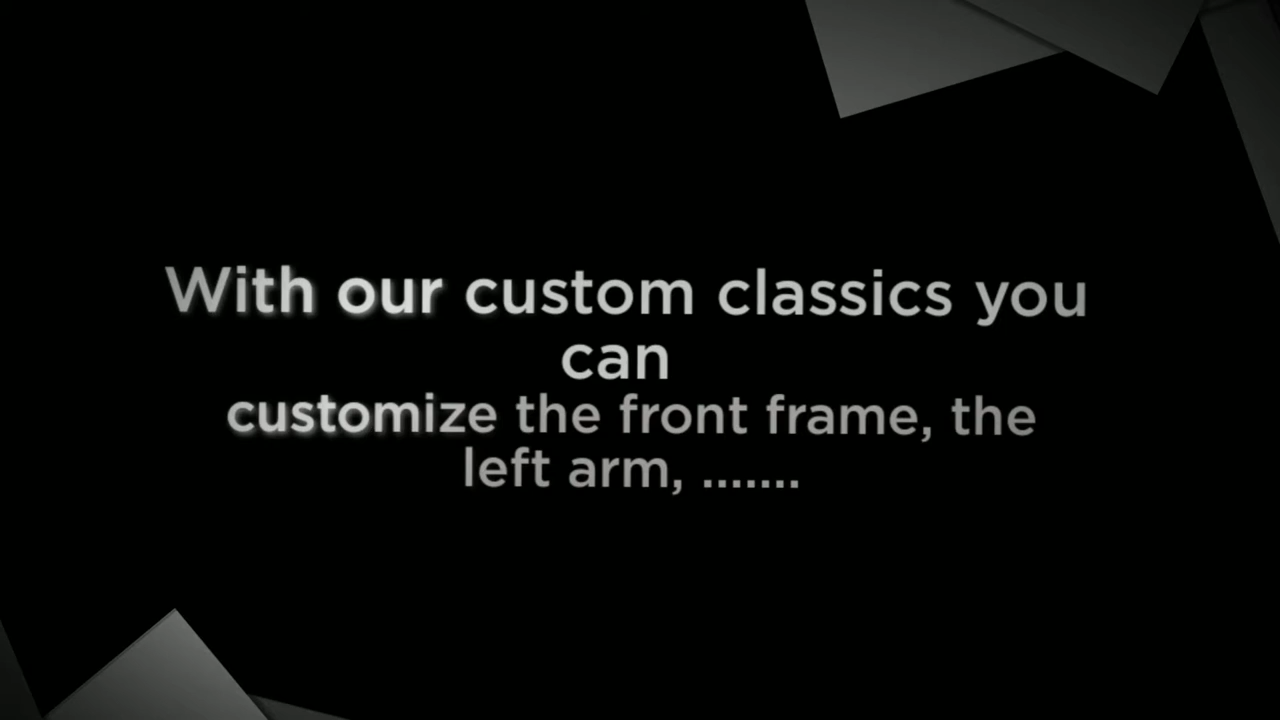 With our custom classics you
can
customize the front frame, the
left arm, .......